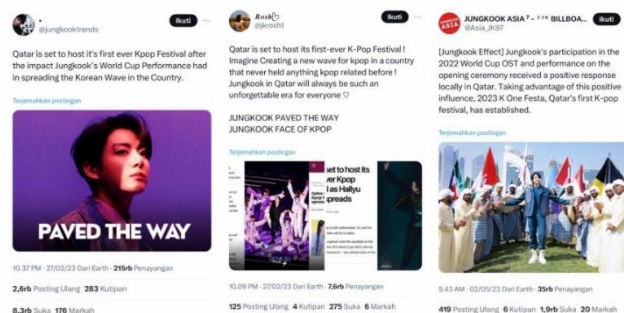 Ikuti
@jungkooktrends
Qatar is set to host it's first ever Kpop Festival after
the impact Jungkook's World Cup Performance had
in spreading the Korean Wave in the Country.
Terjemahkan postingan
PAVED THE WAY
10.37 PM · 27/02/23 Dari Earth · 215rb Penayangan
2,6rb Posting Ulang 283 Kutipan
8.3rb Suka 176 Markah
Rosh
Ikuti
@jkrosh1
Qatar is set to host its first-ever K-Pop Festival !
Imagine Creating a new wave for kpop in a country
that never held anything kpop related before !
Jungkook in Qatar will always be such an
unforgettable era for everyone ♡
JUNGKOOK PAVED THE WAY
JUNGKOOK FACE OF KPOP
Terjemahkan postingan
set to host its
ver Kpop
l as Hallyu
spreads
10.09 PM · 27/02/23 Dari Earth · 7,6rb Penayangan
125 Posting Ulang 4 Kutipan 275 Suka 6 Markah
ASIA
JUNGKOOK ASIA⁷ BILLBOA...
Ikuti
@Asia_JK97
[Jungkook Effect] Jungkook's participation in the
2022 World Cup OST and performance on the
opening ceremony received a positive response
locally in Qatar. Taking advantage of this positive
influence, 2023 K One Festa, Qatar's first K-pop
festival, has established.
Terjemahkan postingan
9.43 AM · 02/05/23 Dari Earth · 35rb Penayangan
419 Posting Ulang 6 Kutipan 1,9rb Suka 20 Markah